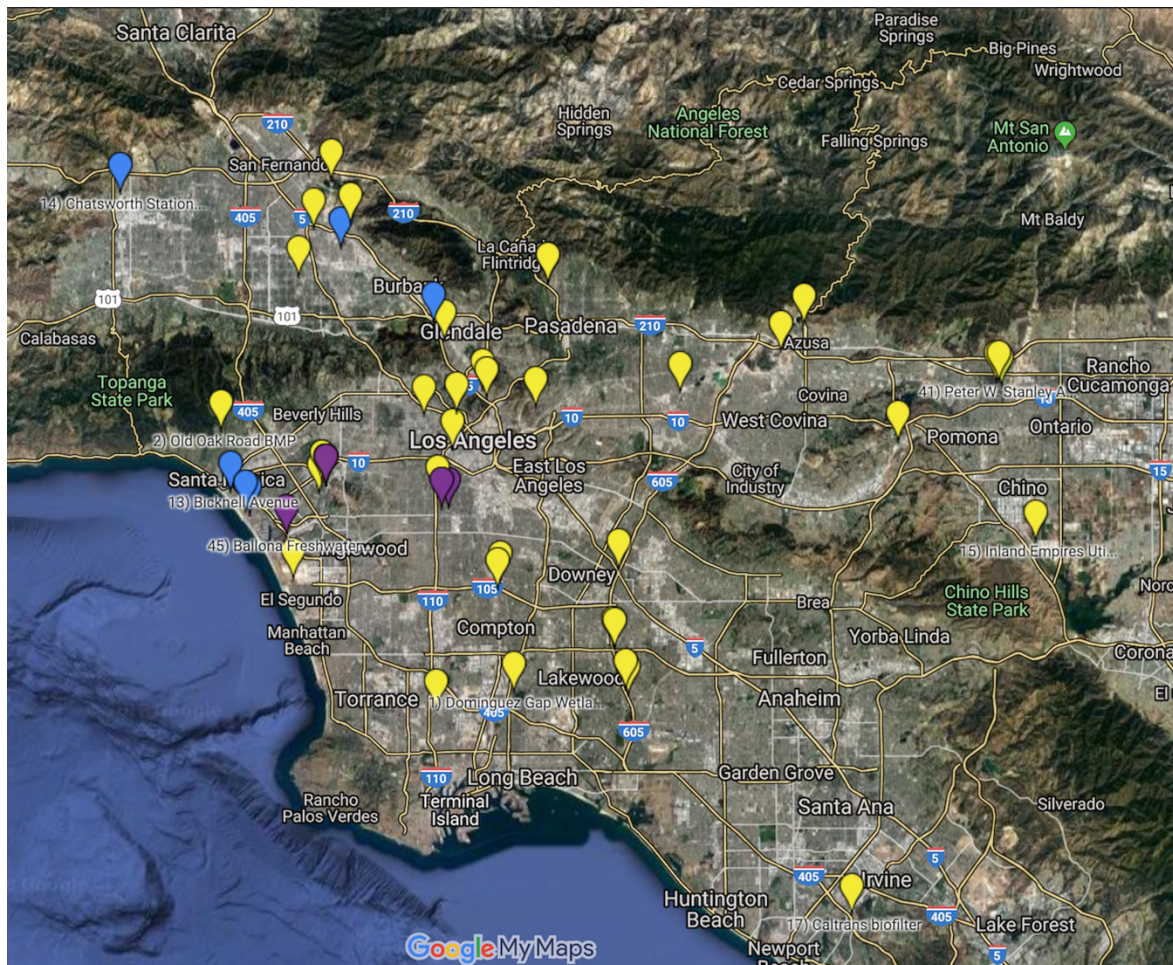 Santa Clarita
Paradise
Springs
Big Pines
Wrightwood
Cedar Springs
Hidden
Springs
Angeles
National Forest
Falling Springs
Mt San
Antonio
210
San Fernando
14) Chatsworth Station...
405
5
210
Mt Baldy
La Cañad
Flintridg
Burbank
101
101
Glendale
Pasadena
210
Azusa
Calabasas
Rancho
Cucamonga
Topanga
State Park
405
Beverly Hills
5
Covina
41) Peter W. Stanley A...
10
10
West Covina
Ontario
2) Old Oak Road BMP
Los Angeles
10
Pomona
10
East Los
Angeles
City of
Industry
605
15
Santa Monica
Chino
13) Bicknell Avenue
45) Ballona Freshwater...
Inglewood
15) Inland Empires Uti...
105
Downey
El Segundo
110
Brea
Chino Hills
State Park
Compton
Manhattan
Beach
5
Yorba Linda
Fullerton
Corona
Torrance
Lakewood
Anaheim
El
1) Dominguez Gap Wetla...
405
605
110
Long Beach
Garden Grove
Rancho
Palos Verdes
Terminal
Island
Santa Ana
Silverado
5
405
Irvine
Huntington
Beach
17) Caltrans biofilter
405
Lake Forest
Google My Maps
Newport
Beach
5